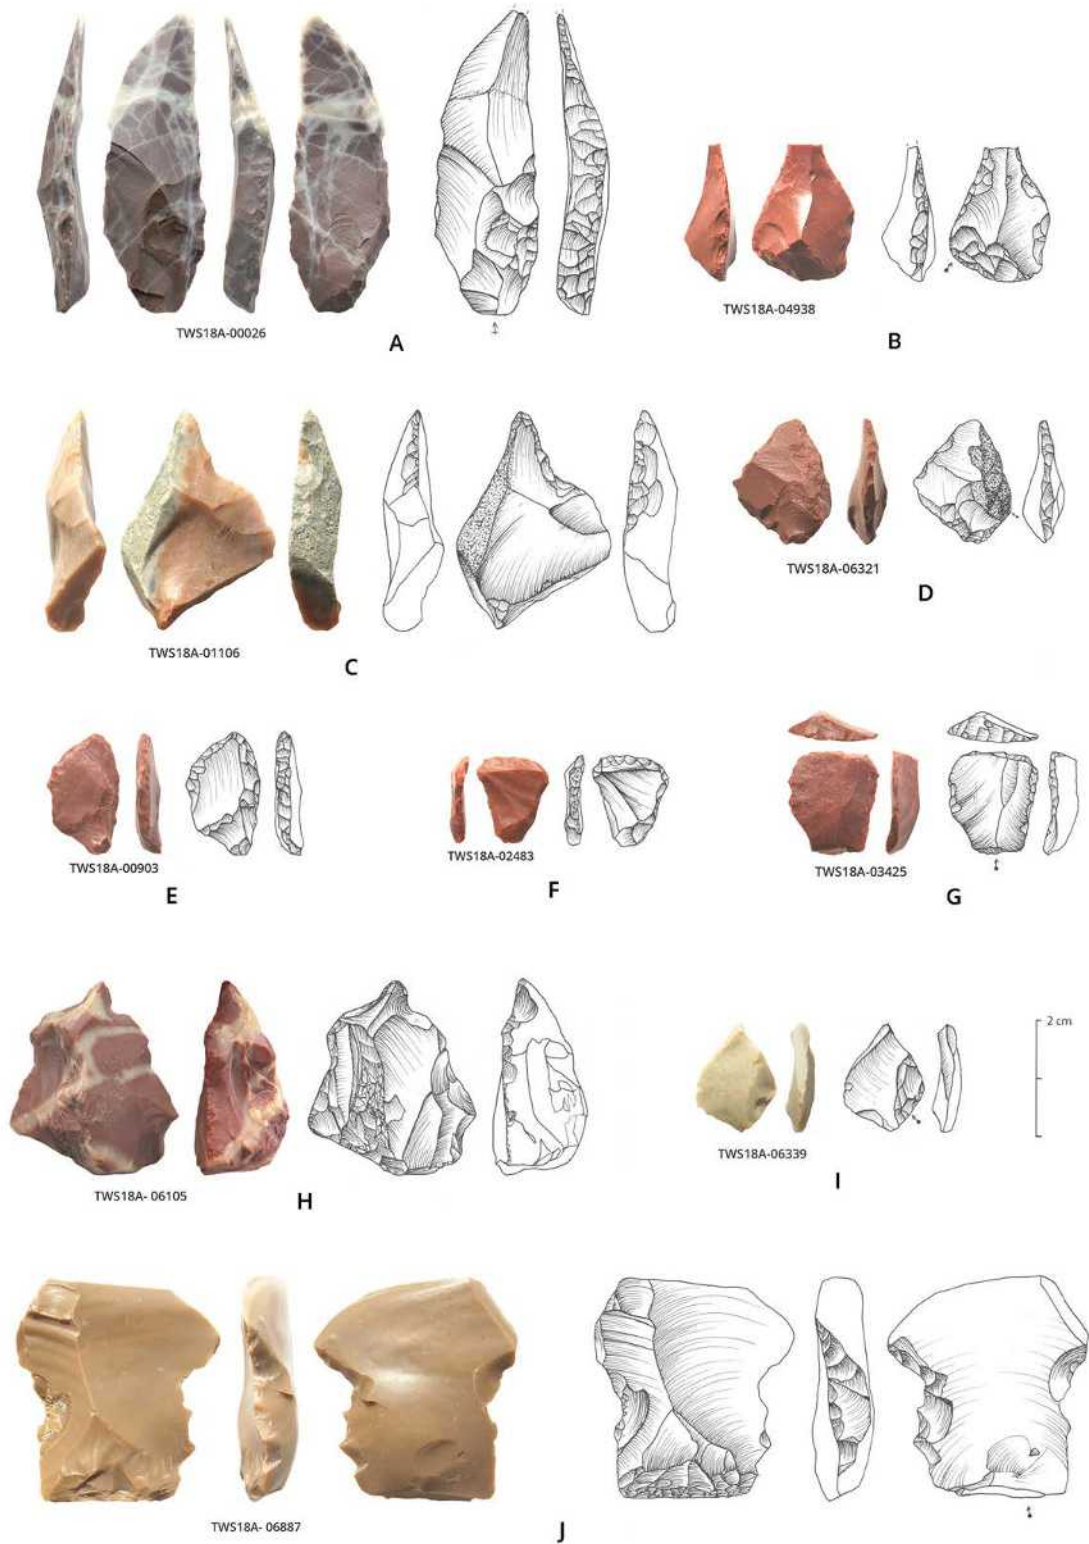 TWS18A-00026
A
TWS18A-04938
B
TWS18A-01106
C
TWS18A-06321
D
TWS18A-00903
E
TWS18A-02483
F
TWS18A-03425
G
TWS18A- 06105
H
2 cm
TWS18A-06339
I
TWS18A- 06887
J